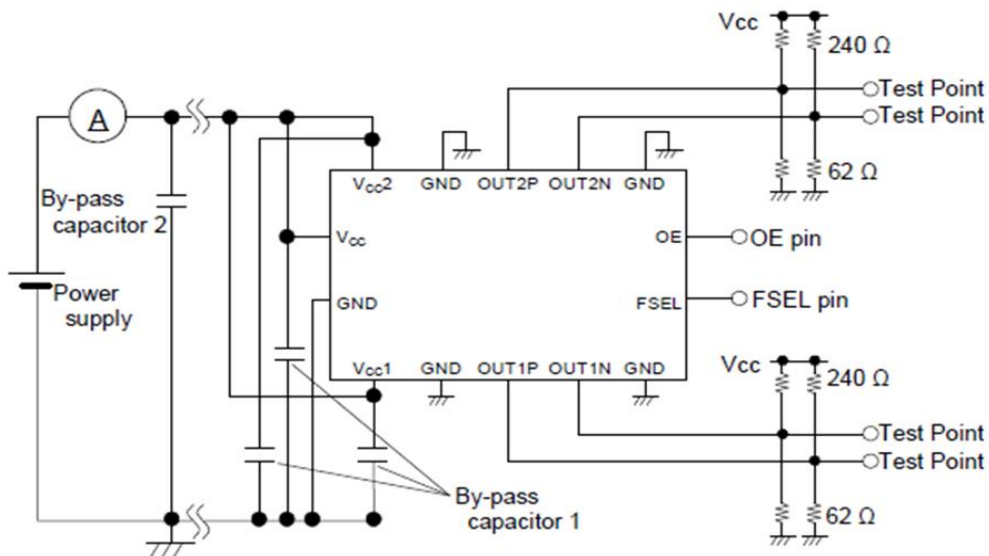 Vcc
240 Ω
Test Point
Test Point
62 Ω
A
By-pass
capacitor 2
Power
supply
Vcc2 GND OUT2P OUT2N GND
Vcc
OE
OE pin
GND
FSEL
FSEL pin
Vcc1 GND OUT1P OUT1N GND
Vcc
240 Ω
Test Point
Test Point
62 Ω
By-pass
capacitor 1